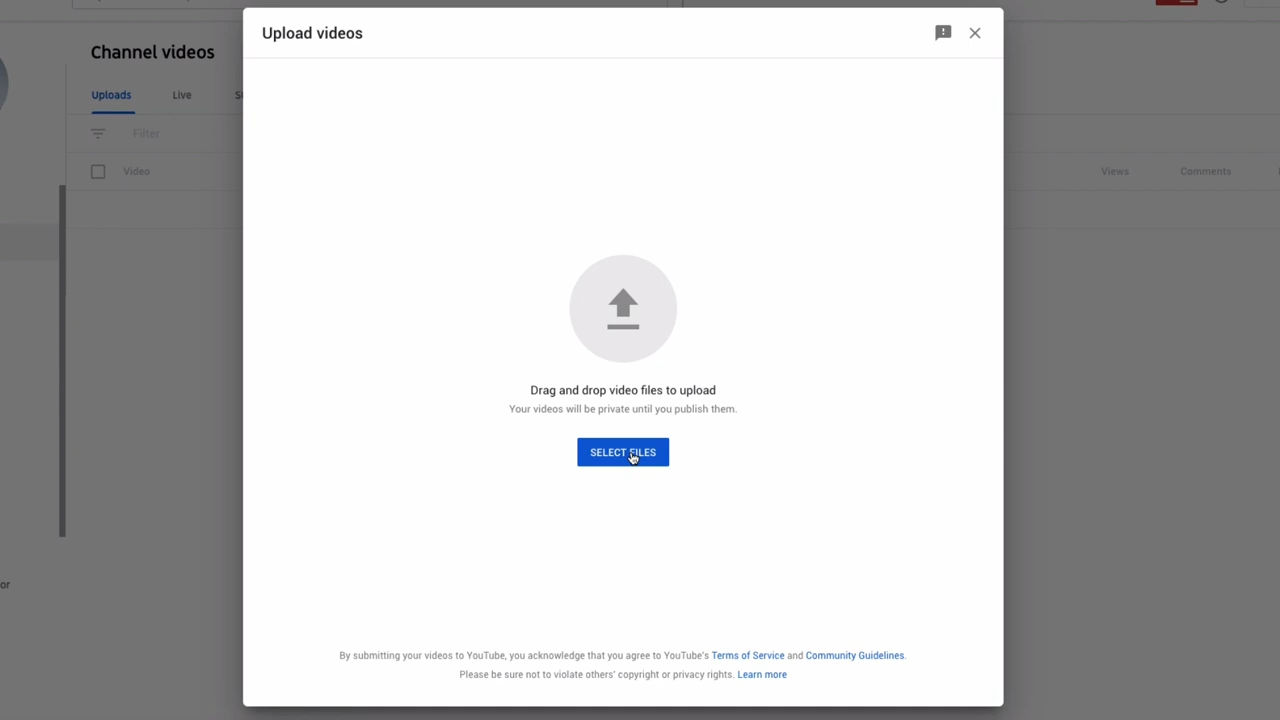 Upload videos
Channel videos
Uploads
Live
Filter
Video
Views
Comments
Drag and drop video files to upload
Your videos will be private until you publish them.
SELECT FILES
or
By submitting your videos to YouTube, you acknowledge that you agree to YouTube's Terms of Service and Community Guidelines.
Please be sure not to violate others' copyright or privacy rights. Learn more